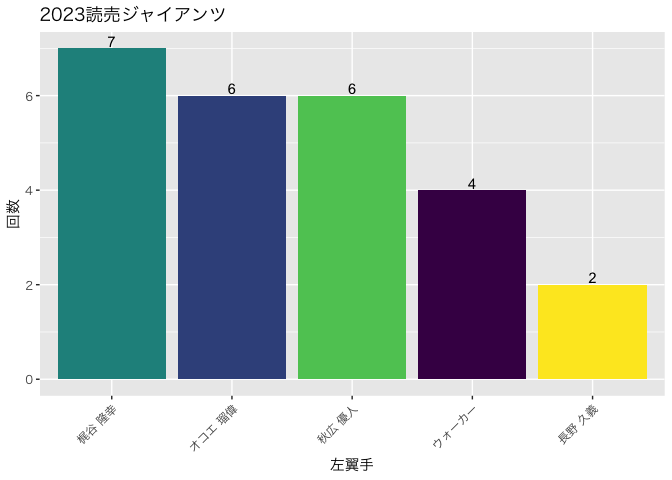 2023読売ジャイアンツ
回数
7
6
6
4
2
6
4
2
0
梶谷 隆幸
オコエ 瑠偉
秋広 優人
ウォーカー
長野 久義
左翼手